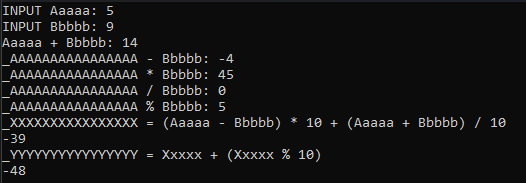 INPUT Aaaaa: 5
INPUT Bbbbb: 9
Aaaaa + Bbbbb: 14
_AAAAAAAAAAAAAAAA - Bbbbb: -4
_AAAAAAAAAAAAAAAA * Bbbbb: 45
_AAAAAAAAAAAAAAAA / Bbbbb: 0
_AAAAAAAAAAAAAAAA % Bbbbb: 5
_XXXXXXXXXXXXXXXX = (Aaaaa - Bbbbb) * 10 + (Aaaaa + Bbbbb) / 10
-39
_YYYYYYYYYYYYYYYY = Xxxxx + (Xxxxx % 10)
-48